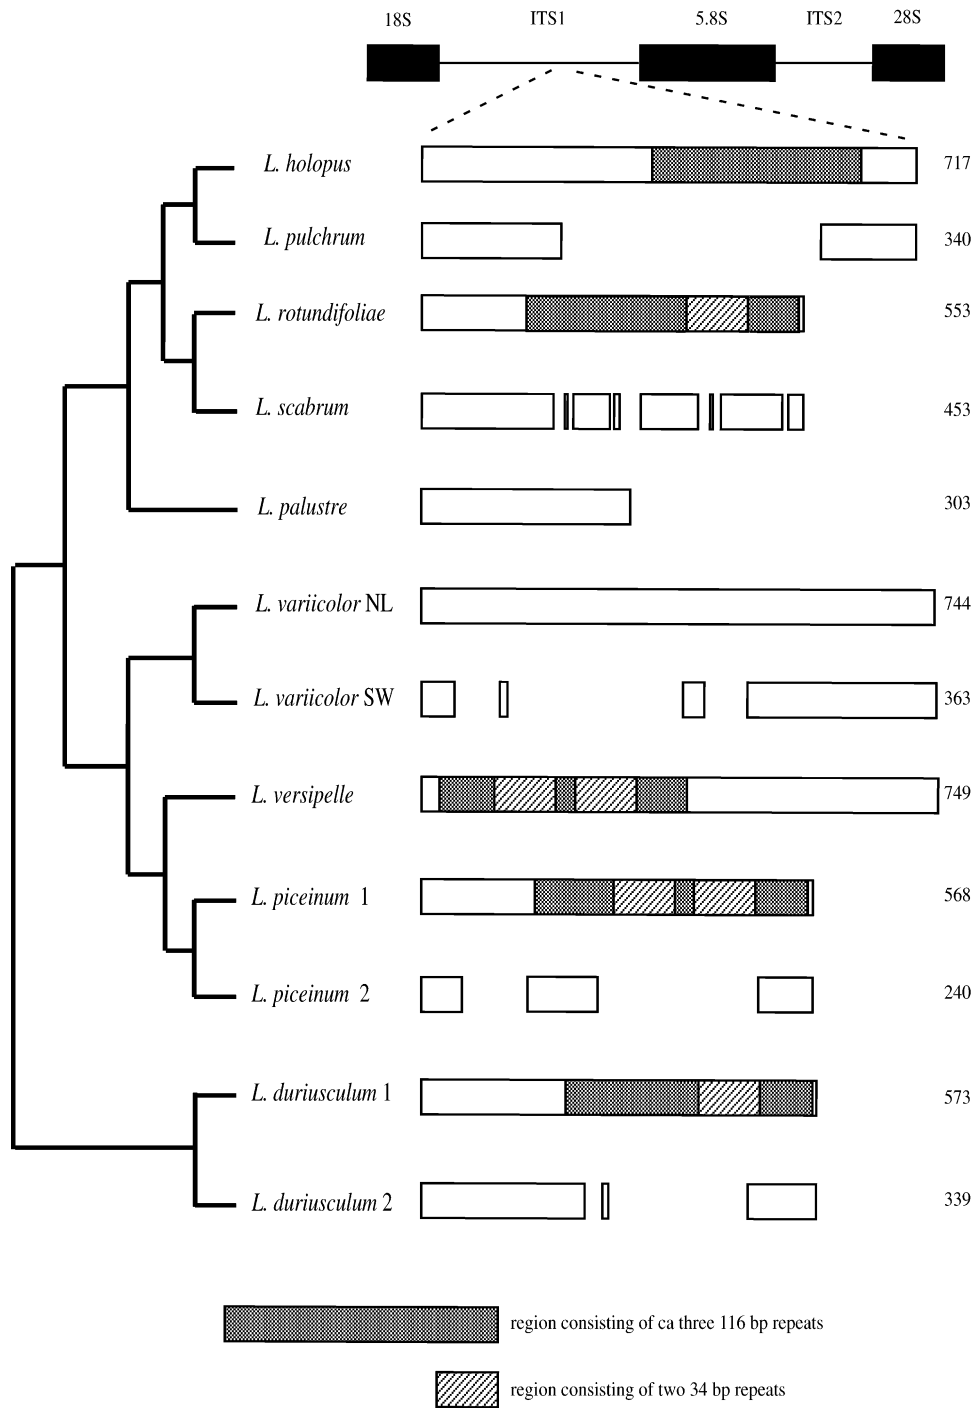 18S ITS1 5.8S ITS2 28S
L. holopus 717
L. pulchrum 340
L. rotundifoliae 553
L. scabrum 453
L. palustre 303
L. variicolor NL 744
L. variicolor SW 363
L. versipelle 749
L. piceinum 1 568
L. piceinum 2 240
L. duriusculum 1 573
L. duriusculum 2 339
region consisting of ca three 116 bp repeats
region consisting of two 34 bp repeats